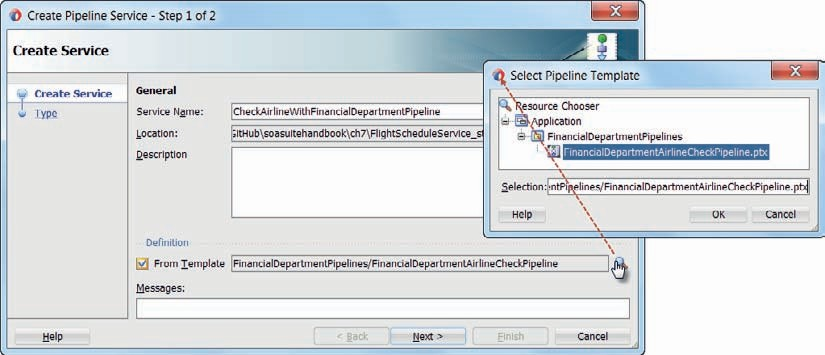 Create Pipeline Service - Step 1 of 2
Create Service
Create Service
Type
General
Service Name: CheckAirlineWithFinancialDepartmentPipeline
Location: GitHub\soasuitehandbook\ch7\FlightScheduleService_st
Description
Definition
From Template FinancialDepartmentPipelines/FinancialDepartmentAirlineCheckPipeline
Messages:
Help < Back Next > Finish Cancel
Select Pipeline Template
Resource Chooser
Application
FinancialDepartmentPipelines
FinancialDepartmentAirlineCheckPipeline.ptx
Selection: entPipelines/FinancialDepartmentAirlineCheckPipeline.ptx
Help OK Cancel